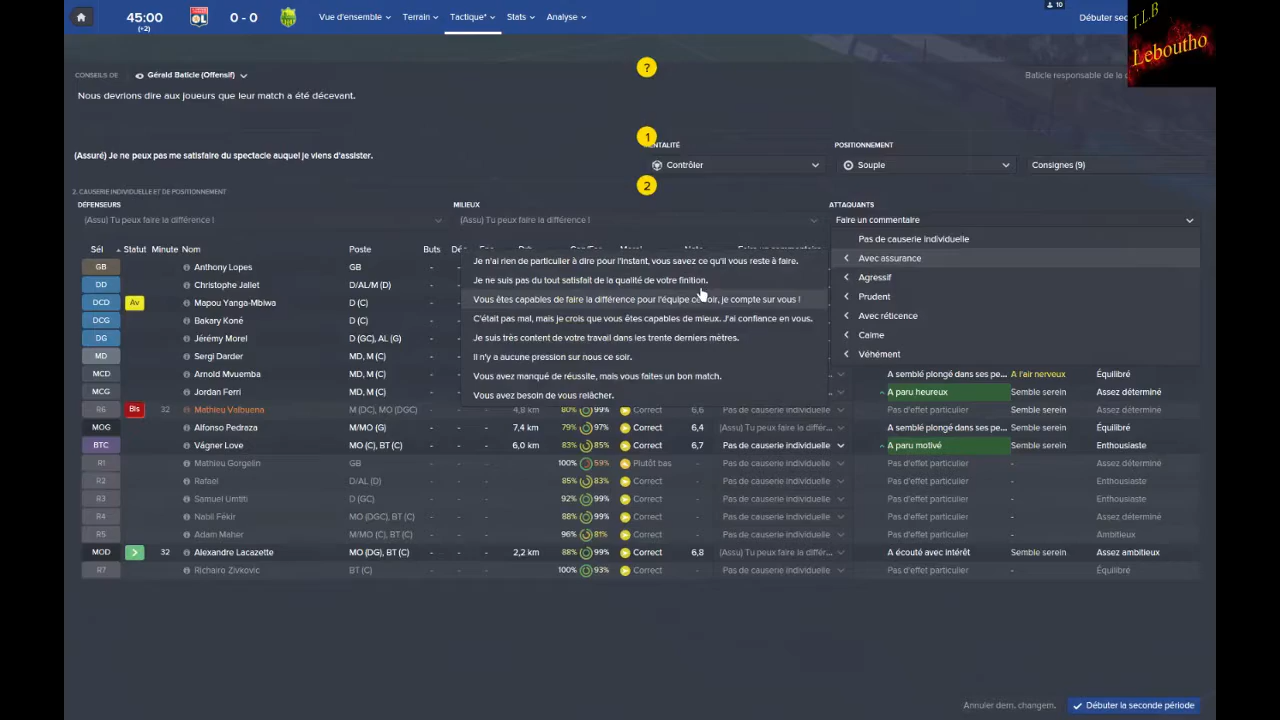 45:00
(+2)
0 - 0
Vue d'ensemble
Terrain
Tactique*
Stats
Analyse
10
T.L.B
Leboutho
CONSEILS DE
Gérald Baticle (Offensif)
?
Nous devrions dire aux joueurs que leur match a été décevant.
1
POSITIONNEMENT
(Assuré) Je ne peux pas me satisfaire du spectacle auquel je viens d'assister.
Contrôler
Souple
Consignes (9)
2
2. CAUSERIE INDIVIDUELLE ET DE POSITIONNEMENT
DÉFENSEURS
MILIEUX
ATTAQUANTS
(Assu) Tu peux faire la différence !
(Assu) Tu peux faire la différence !
Faire un commentaire
Pas de causerie individuelle
Avec assurance
Agressif
Prudent
Avec réticence
Calme
Véhément
Je n'ai rien de particulier à dire pour l'instant, vous savez ce qu'il vous reste à faire.
Je ne suis pas du tout satisfait de la qualité de votre finition.
Vous êtes capables de faire la différence pour l'équipe ce soir, je compte sur vous !
C'était pas mal, mais je crois que vous êtes capables de mieux. J'ai confiance en vous.
Je suis très content de votre travail dans les trente derniers mètres.
Il n'y a aucune pression sur nous ce soir.
Vous avez manqué de réussite, mais vous faites un bon match.
Vous avez besoin de vous relâcher.
Sél Statut Minute Nom Poste Buts
GB Anthony Lopes GB -
DD Christophe Jallet D/AL/M (D) -
DCD Av Mapou Yanga-Mbiwa D (C) -
DCG Bakary Koné D (C) -
DG Jérémy Morel D (GC), AL (G) -
MD Sergi Darder MD, M (C) -
MCD Arnold Mvuemba MD, M (C) - A semblé plongé dans ses pe... A l'air nerveux Équilibré
MCG Jordan Ferri MD, M (C) - A paru heureux Semble serein Assez déterminé
R6 Bls 32 Mathieu Valbuena M (DC), MO (DGC) - - 4,8 km 80% 99% Correct 6,6 Pas de causerie individuelle Pas d'effet particulier Semble serein Assez déterminé
MOG Alfonso Pedraza M/MO (G) - - 7,4 km 79% 97% Correct 6,4 (Assu) Tu peux faire la différ... A semblé plongé dans ses pe... Semble serein Équilibré
BTC Vágner Love MO (C), BT (C) - - 6,0 km 83% 85% Correct 6,7 Pas de causerie individuelle A paru motivé Semble serein Enthousiaste
R1 Mathieu Gorgelin GB - - 100% 59% Plutôt bas - Pas de causerie individuelle Pas d'effet particulier - Assez déterminé
R2 Rafael D/AL (D) - - 85% 83% Correct - Pas de causerie individuelle Pas d'effet particulier - Enthousiaste
R3 Samuel Umtiti D (GC) - - 92% 99% Correct - Pas de causerie individuelle Pas d'effet particulier - Assez déterminé
R4 Nabil Fékir MO (DGC), BT (C) - - 88% 99% Correct - Pas de causerie individuelle Pas d'effet particulier - Assez déterminé
R5 Adam Maher M/MO (C), BT (C) - - 96% 81% Correct - Pas de causerie individuelle Pas d'effet particulier - Ambitieux
MOD 32 Alexandre Lacazette MO (DG), BT (C) - - 2,2 km 88% 99% Correct 6,8 (Assu) Tu peux faire la différ... A écouté avec intérêt Semble serein Assez ambitieux
R7 Richairo Zivkovic BT (C) - - 100% 93% Correct - Pas de causerie individuelle Pas d'effet particulier - Équilibré
Annuler dern. changem.
Débuter la seconde période